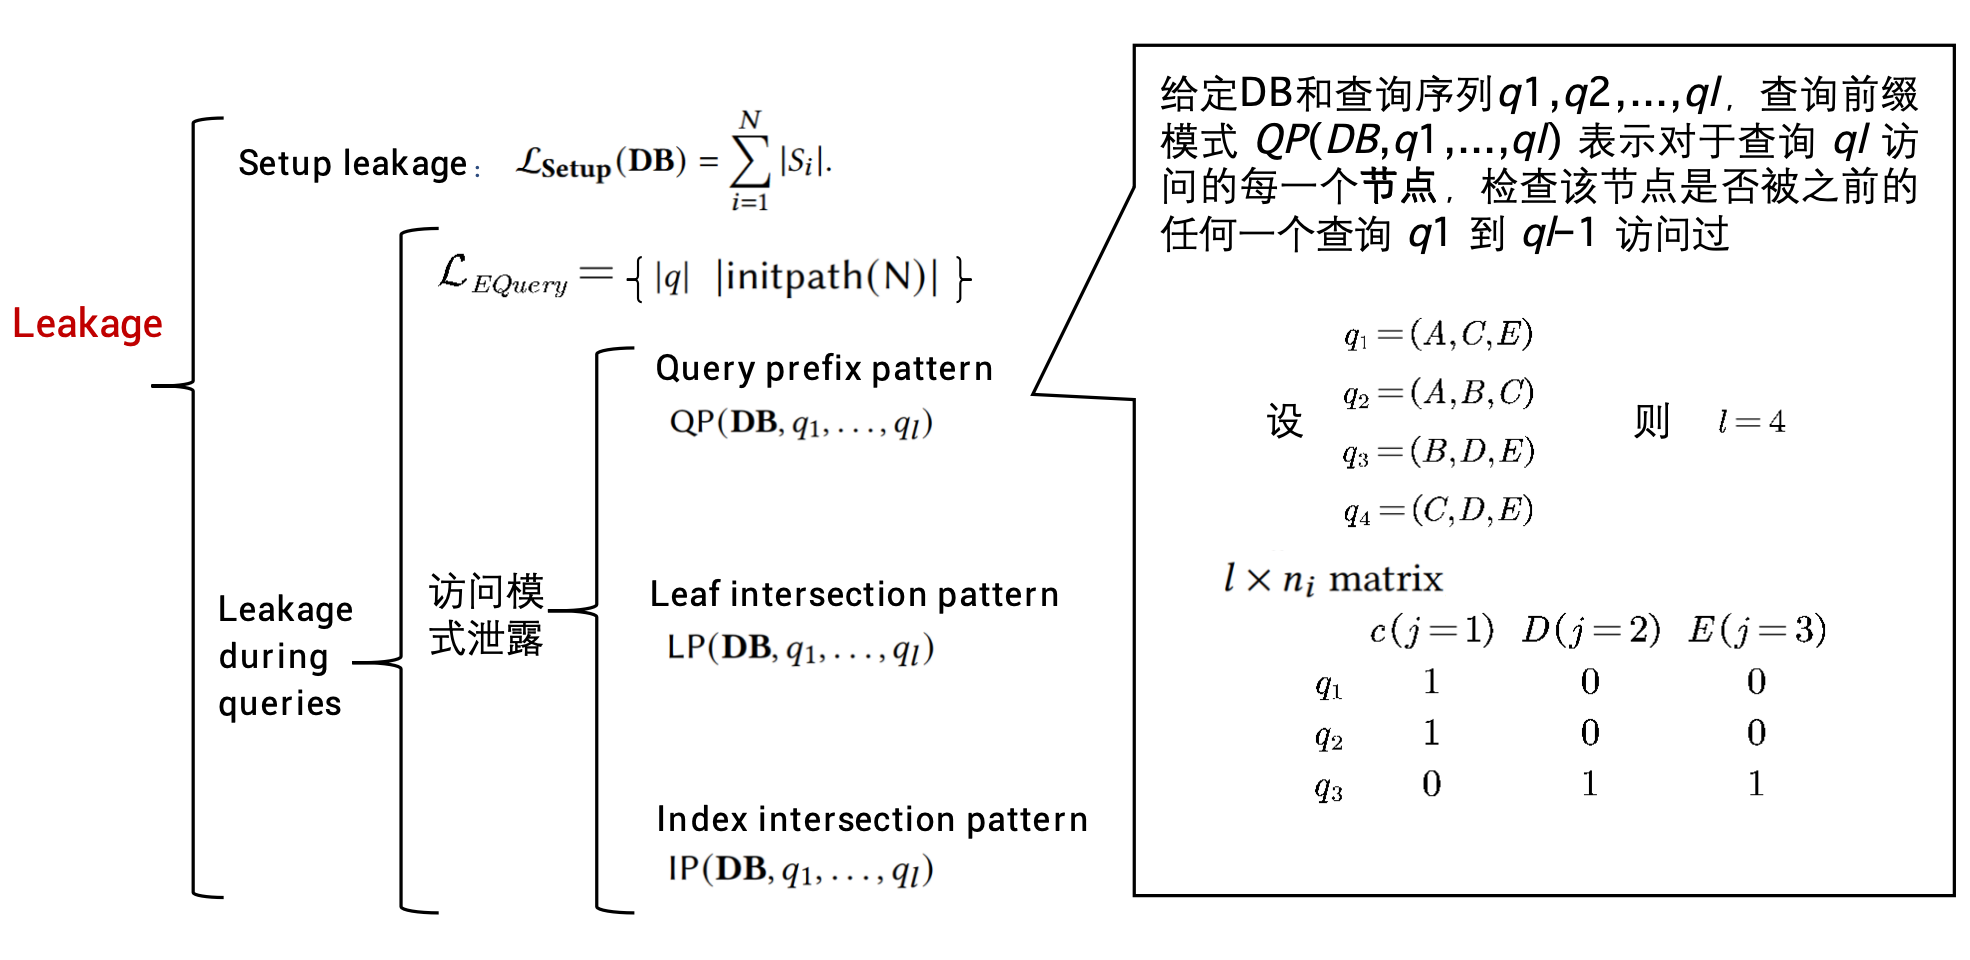 Leakage
Setup leakage： 𝓛_Setup(DB) = ∑_{i=1}^{N} |S_i|.
𝓛_EQuery = { |q| |initpath(N)| }
Leakage
during
queries
访问模
式泄露
Query prefix pattern
QP(DB, q₁, . . . , q_l)
Leaf intersection pattern
LP(DB, q₁, . . . , q_l)
Index intersection pattern
IP(DB, q₁, . . . , q_l)
给定DB和查询序列q1,q2,...,ql，查询前缀
模式 QP(DB,q1,...,ql) 表示对于查询 ql 访
问的每一个节点，检查该节点是否被之前的
任何一个查询 q1 到 ql−1 访问过
q₁ = (A,C,E)
q₂ = (A,B,C)
设 则 l = 4
q₃ = (B,D,E)
q₄ = (C,D,E)
l × n_i matrix
c(j=1) D(j=2) E(j=3)
q₁ 1 0 0
q₂ 1 0 0
q₃ 0 1 1